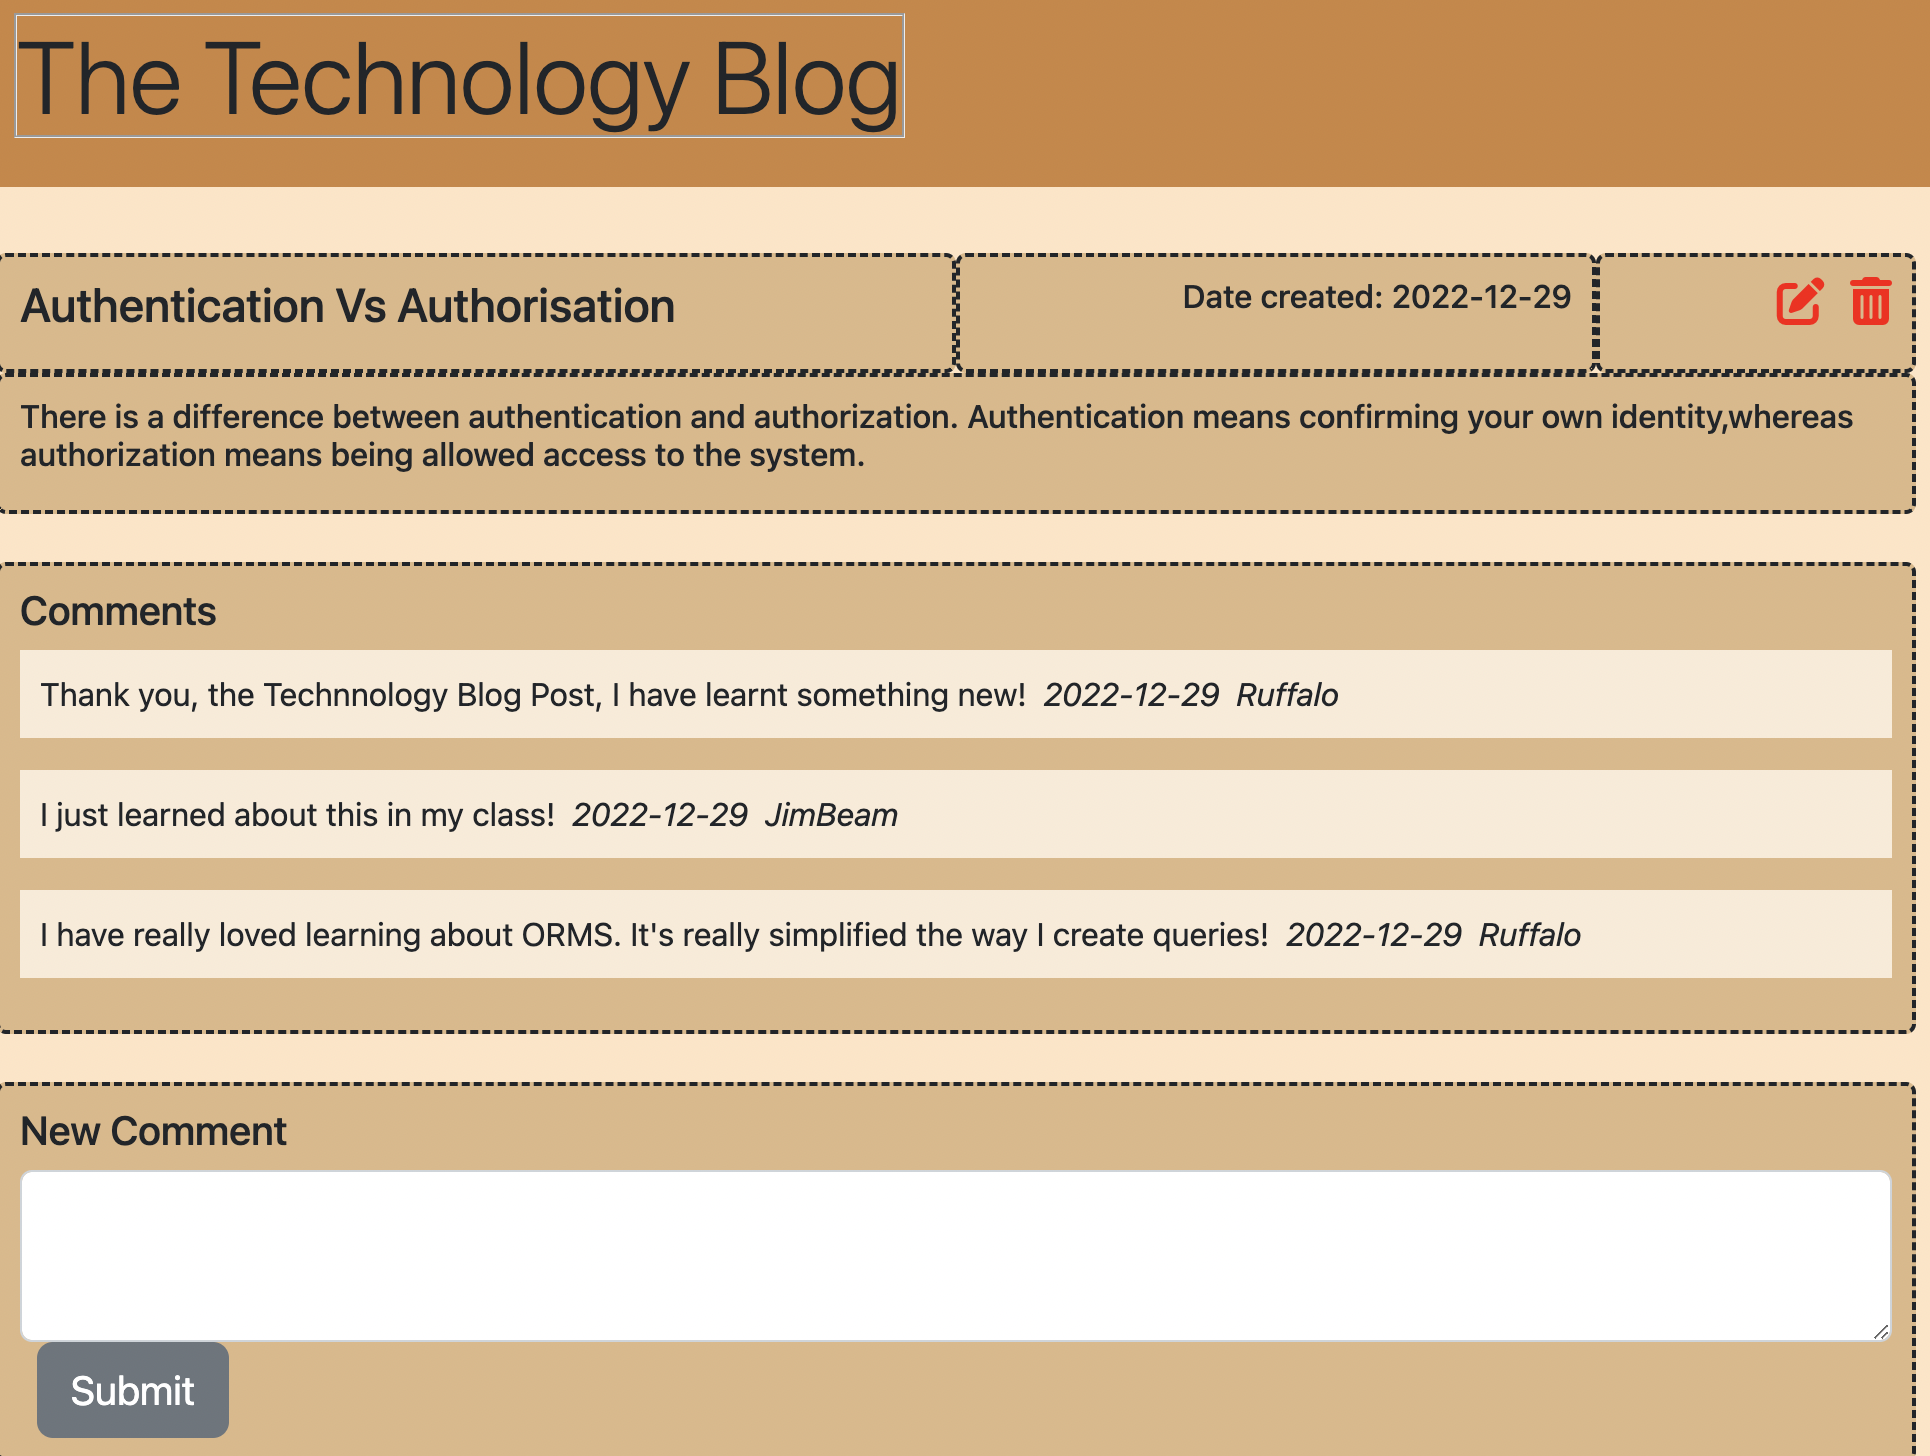 The Technology Blog
Authentication Vs Authorisation
Date created: 2022-12-29
There is a difference between authentication and authorization. Authentication means confirming your own identity,whereas
authorization means being allowed access to the system.
Comments
Thank you, the Technnology Blog Post, I have learnt something new! 2022-12-29 Ruffalo
I just learned about this in my class! 2022-12-29 JimBeam
I have really loved learning about ORMS. It's really simplified the way I create queries! 2022-12-29 Ruffalo
New Comment
Submit